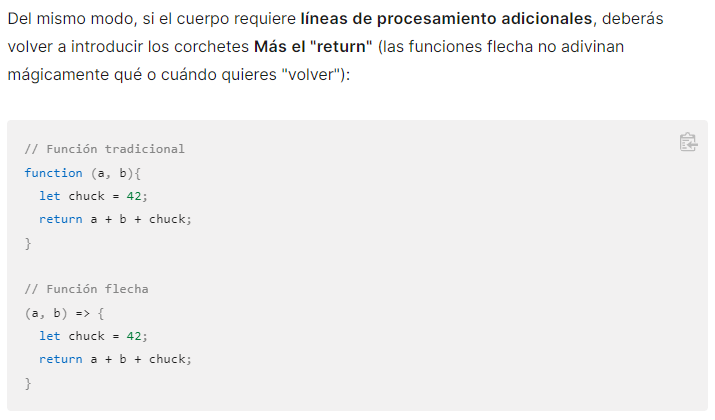 Del mismo modo, si el cuerpo requiere líneas de procesamiento adicionales, deberás
volver a introducir los corchetes Más el "return" (las funciones flecha no adivinan
mágicamente qué o cuándo quieres "volver"):
// Función tradicional
function (a, b){
  let chuck = 42;
  return a + b + chuck;
}
// Función flecha
(a, b) => {
  let chuck = 42;
  return a + b + chuck;
}